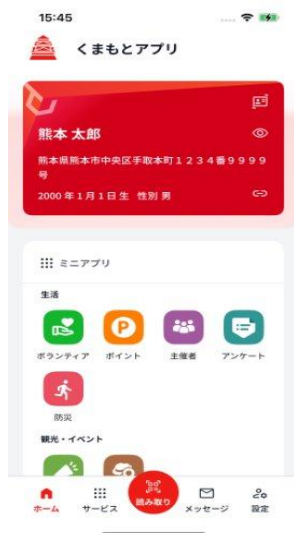 15:45
くまもとアプリ
熊本 太郎
熊本県熊本市中央区手取本町１２３４番９９９９
号
2000年1月1日生 性別 男
ミニアプリ
生活
ボランティア
ポイント
主催者
アンケート
防災
観光・イベント
読み取り
ホーム
サービス
メッセージ
設定